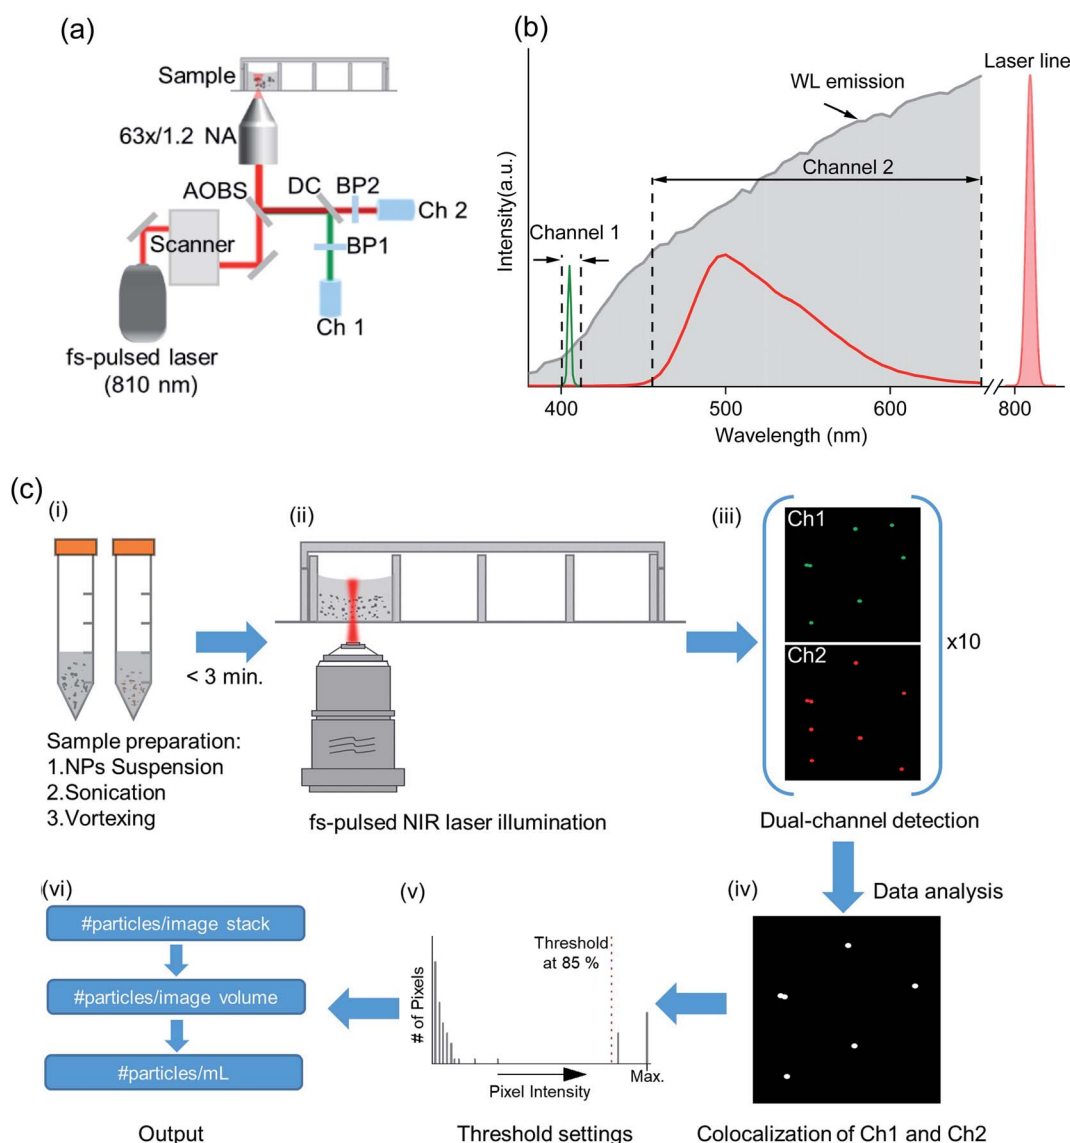 (a)
Sample
63x/1.2 NA
AOBS
DC
BP2
Ch 2
Scanner
BP1
Ch 1
fs-pulsed laser
(810 nm)
(b)
Laser line
WL emission
Channel 2
Channel 1
Intensity(a.u.)
400
500
600
800
Wavelength (nm)
(c)
(i)
< 3 min.
Sample preparation:
1.NPs Suspension
2.Sonication
3.Vortexing
(ii)
fs-pulsed NIR laser illumination
(iii)
Ch1
Ch2
x10
Dual-channel detection
Data analysis
(iv)
Colocalization of Ch1 and Ch2
(v)
Threshold
at 85 %
# of Pixels
Max.
Pixel Intensity
Threshold settings
(vi)
#particles/image stack
#particles/image volume
#particles/mL
Output